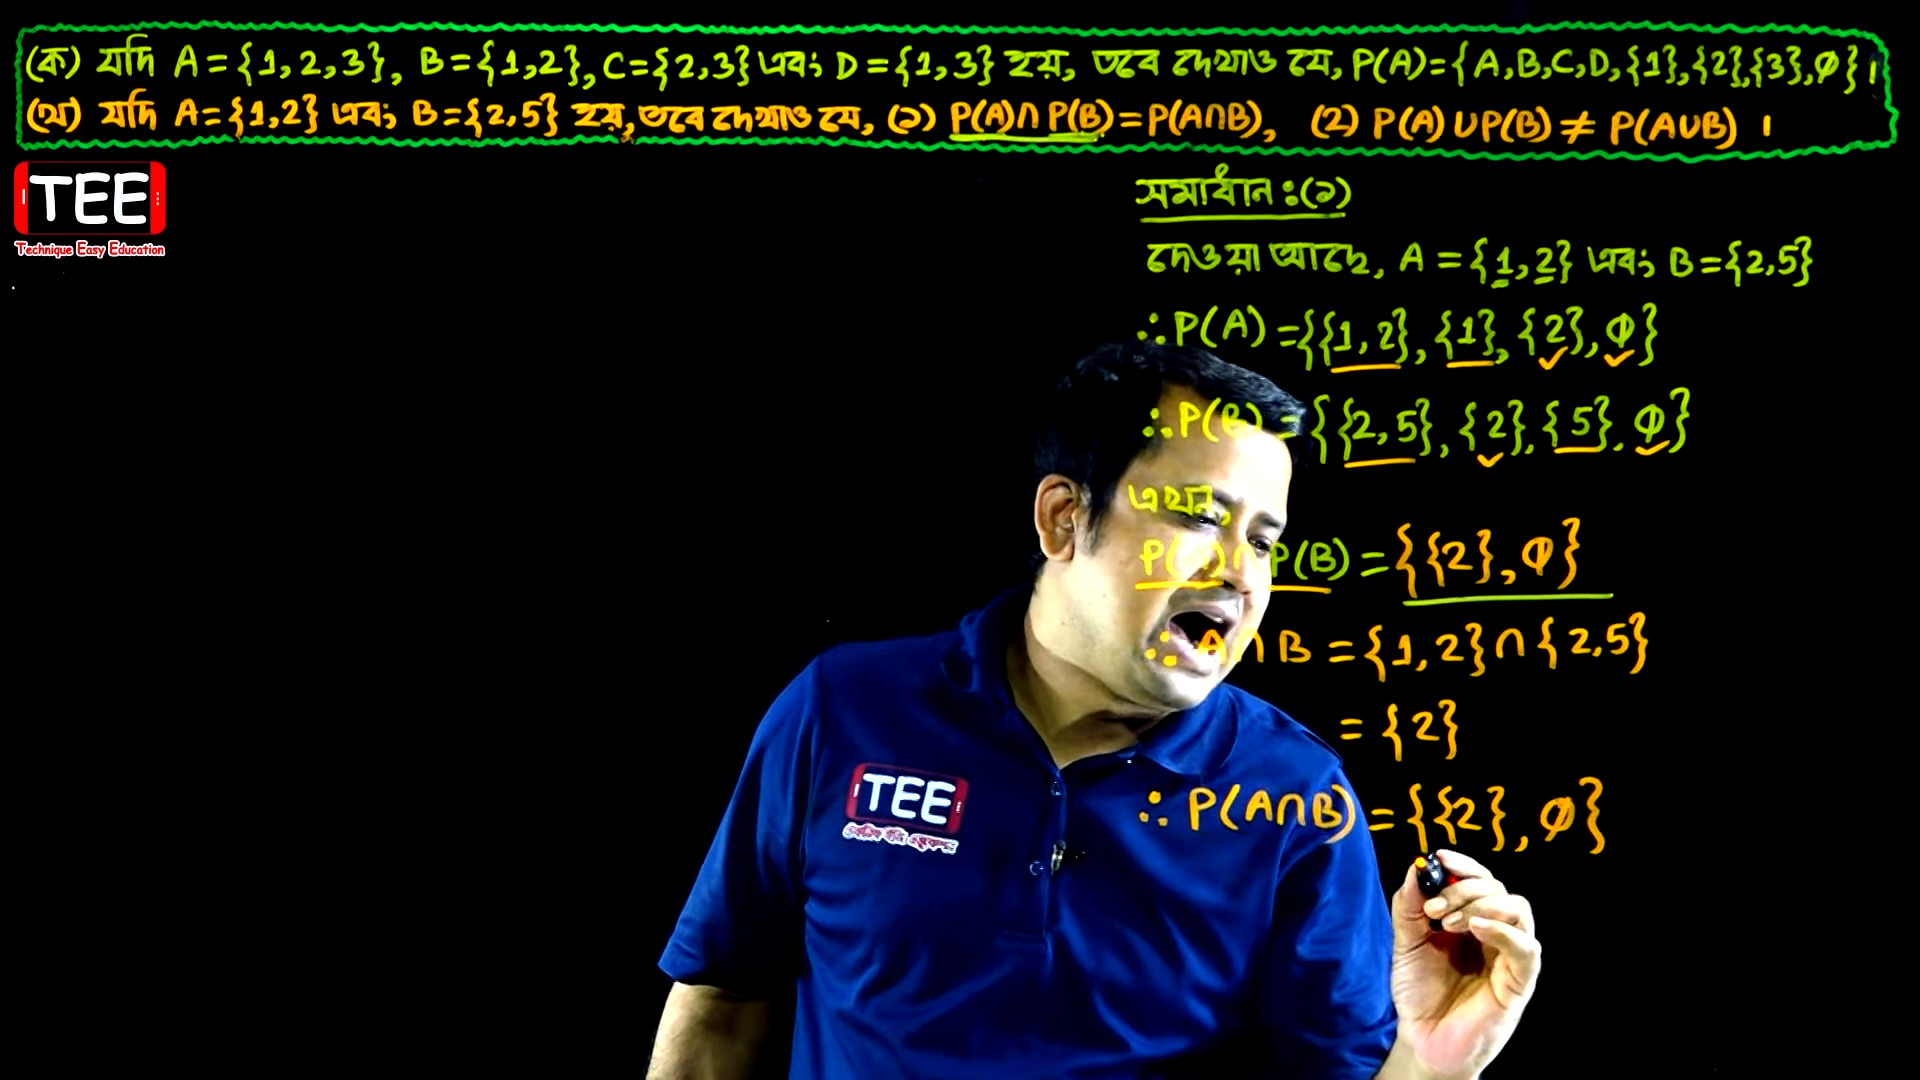 (ক) যদি A={1,2,3}, B={1,2}, C={2,3} এবং D={1,3} হয়, তবে দেখাও যে, P(A)={A,B,C,D,{1},{2},{3},Φ}।
(খ) যদি A={1,2} এবং B={2,5} হয়, তবে দেখাও যে, (১) P(A)∩P(B)=P(A∩B), (2) P(A)∪P(B)≠P(A∪B)।
TEE
Technique Easy Education
সমাধান:(১)
দেওয়া আছে, A={1,2} এবং B={2,5}
∴P(A)={{1,2},{1},{2},Φ}
∴P(B)={{2,5},{2},{5},Φ}
এখন,
P(A)∩P(B)={{2},Φ}
∴A∩B={1,2}∩{2,5}
={2}
∴P(A∩B)={{2},Φ}
TEE